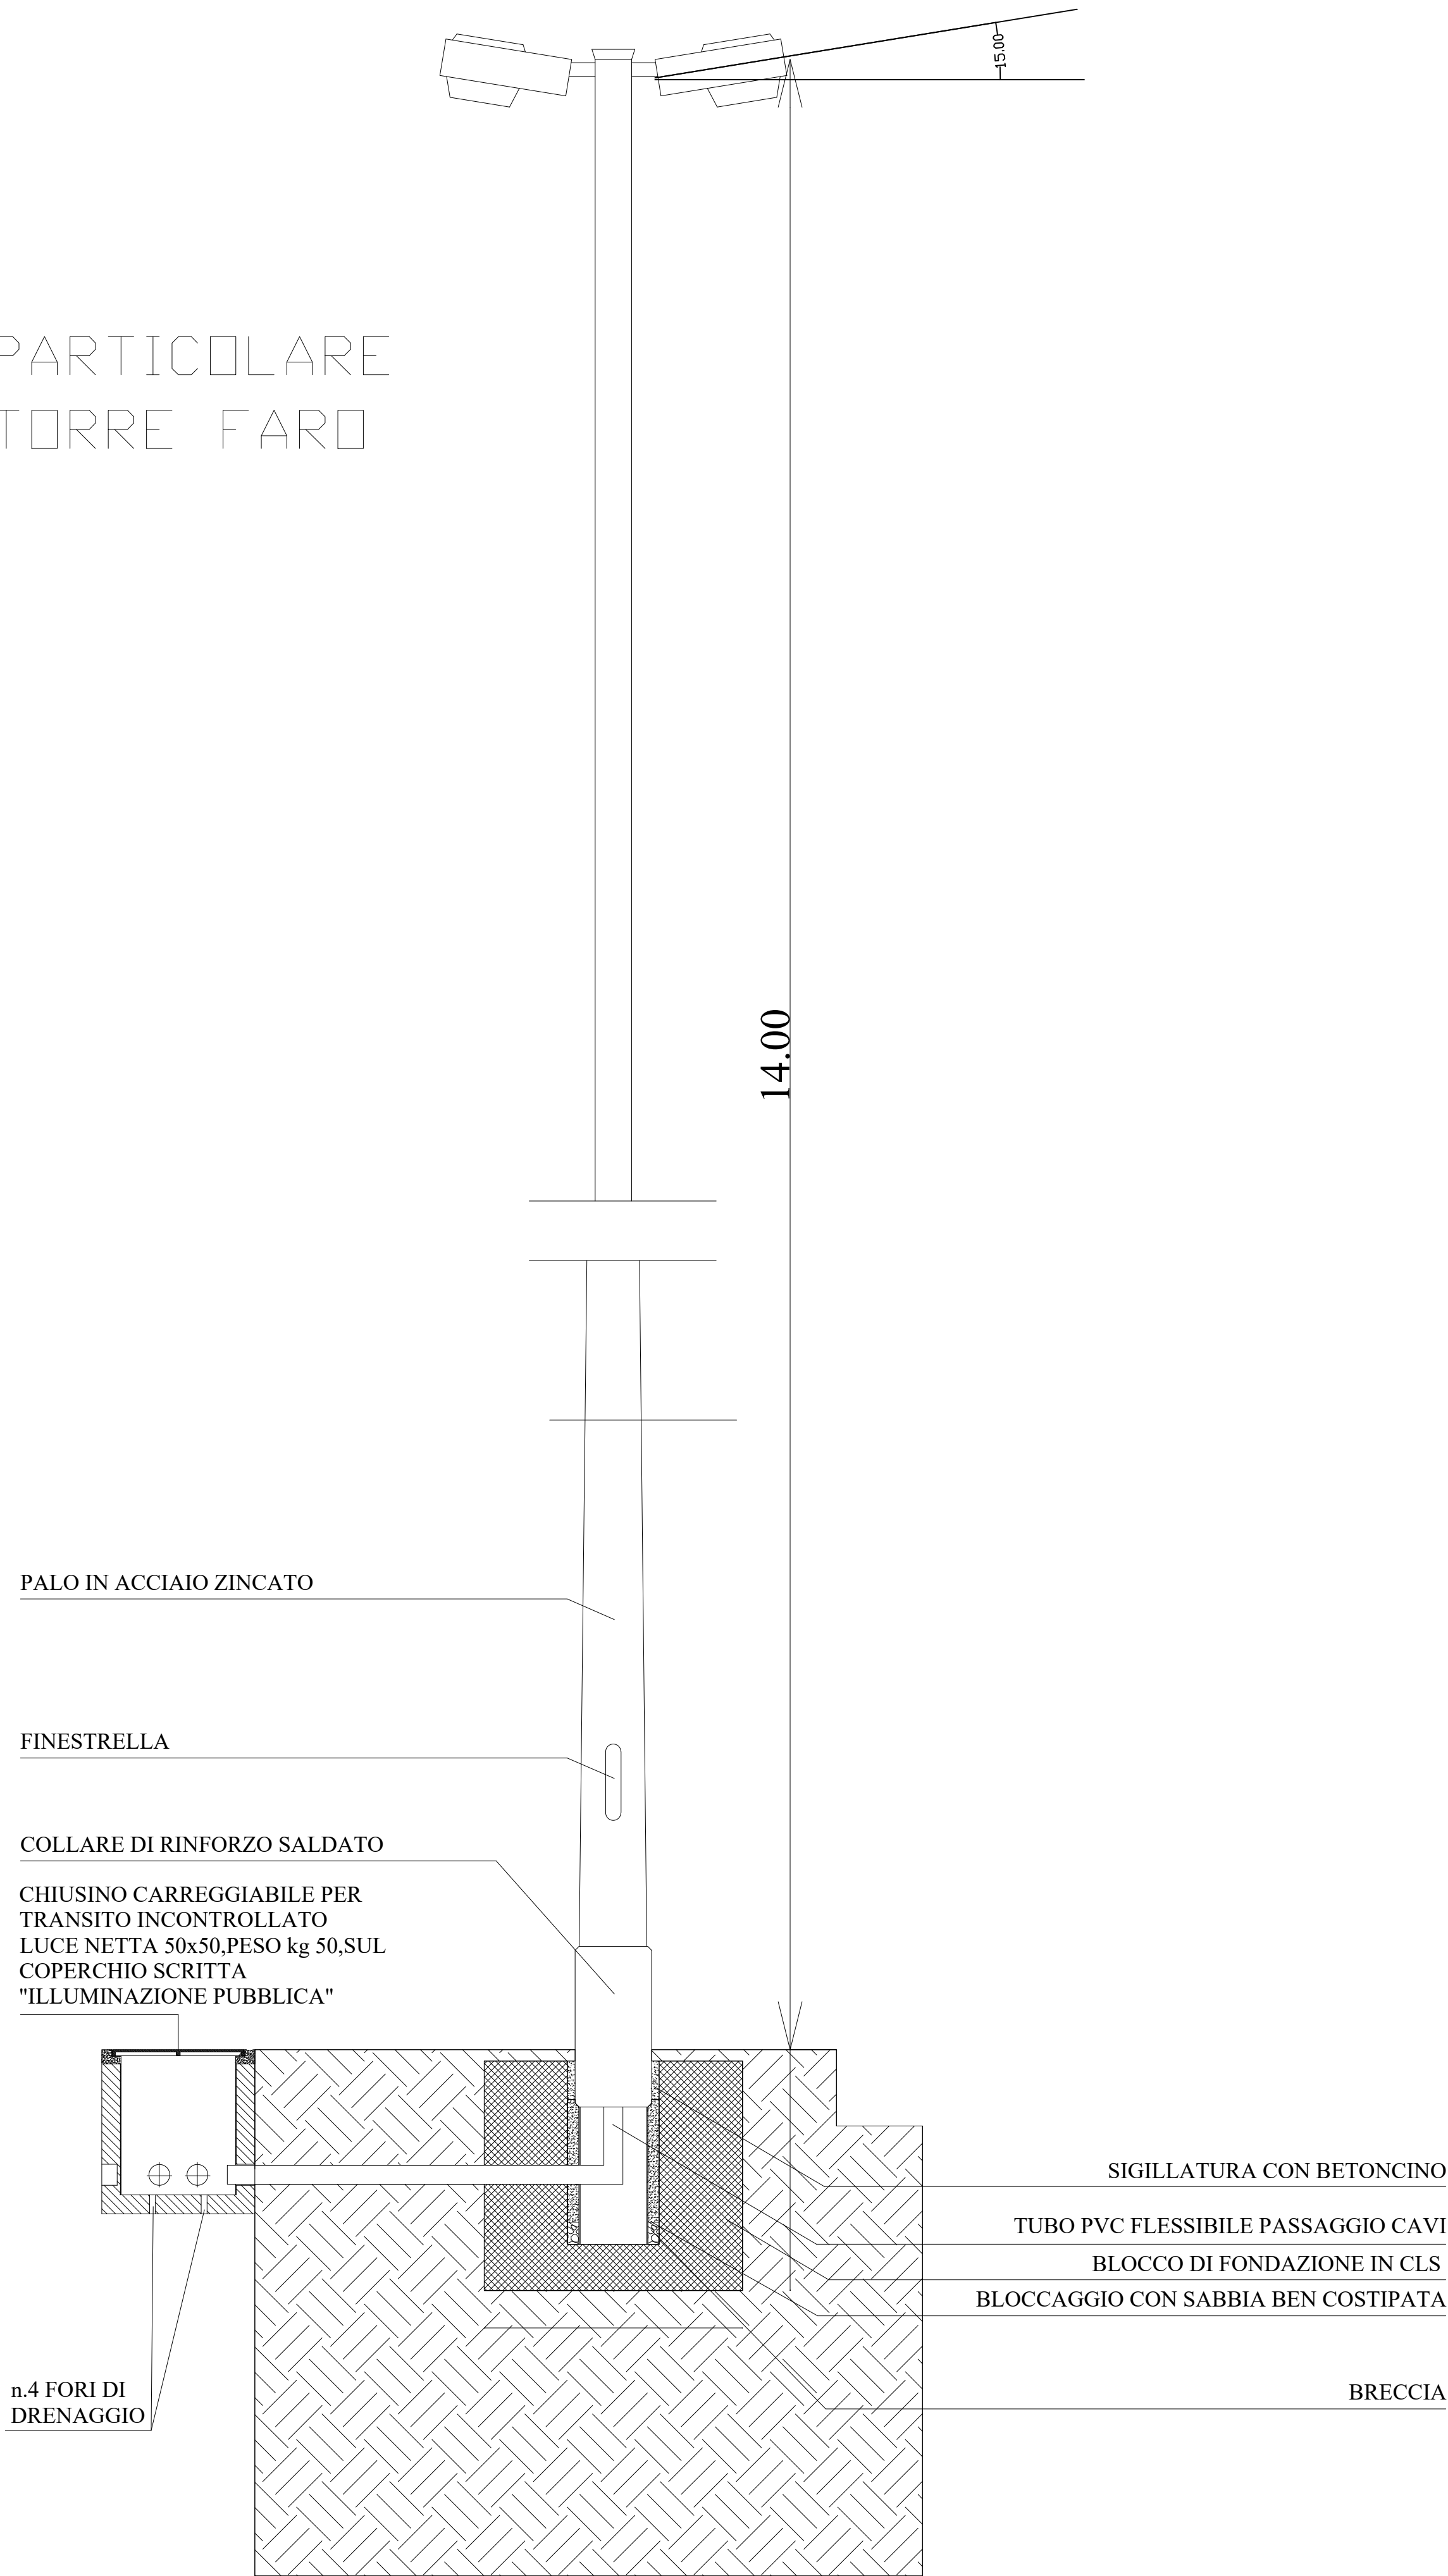 15.00
PARTICOLARE
TORRE FARO
14.00
PALO IN ACCIAIO ZINCATO
FINESTRELLA
COLLARE DI RINFORZO SALDATO
CHIUSINO CARREGGIABILE PER
TRANSITO INCONTROLLATO
LUCE NETTA 50x50,PESO kg 50,SUL
COPERCHIO SCRITTA
"ILLUMINAZIONE PUBBLICA"
SIGILLATURA CON BETONCINO
TUBO PVC FLESSIBILE PASSAGGIO CAVI
BLOCCO DI FONDAZIONE IN CLS
BLOCCAGGIO CON SABBIA BEN COSTIPATA
BRECCIA
n.4 FORI DI
DRENAGGIO